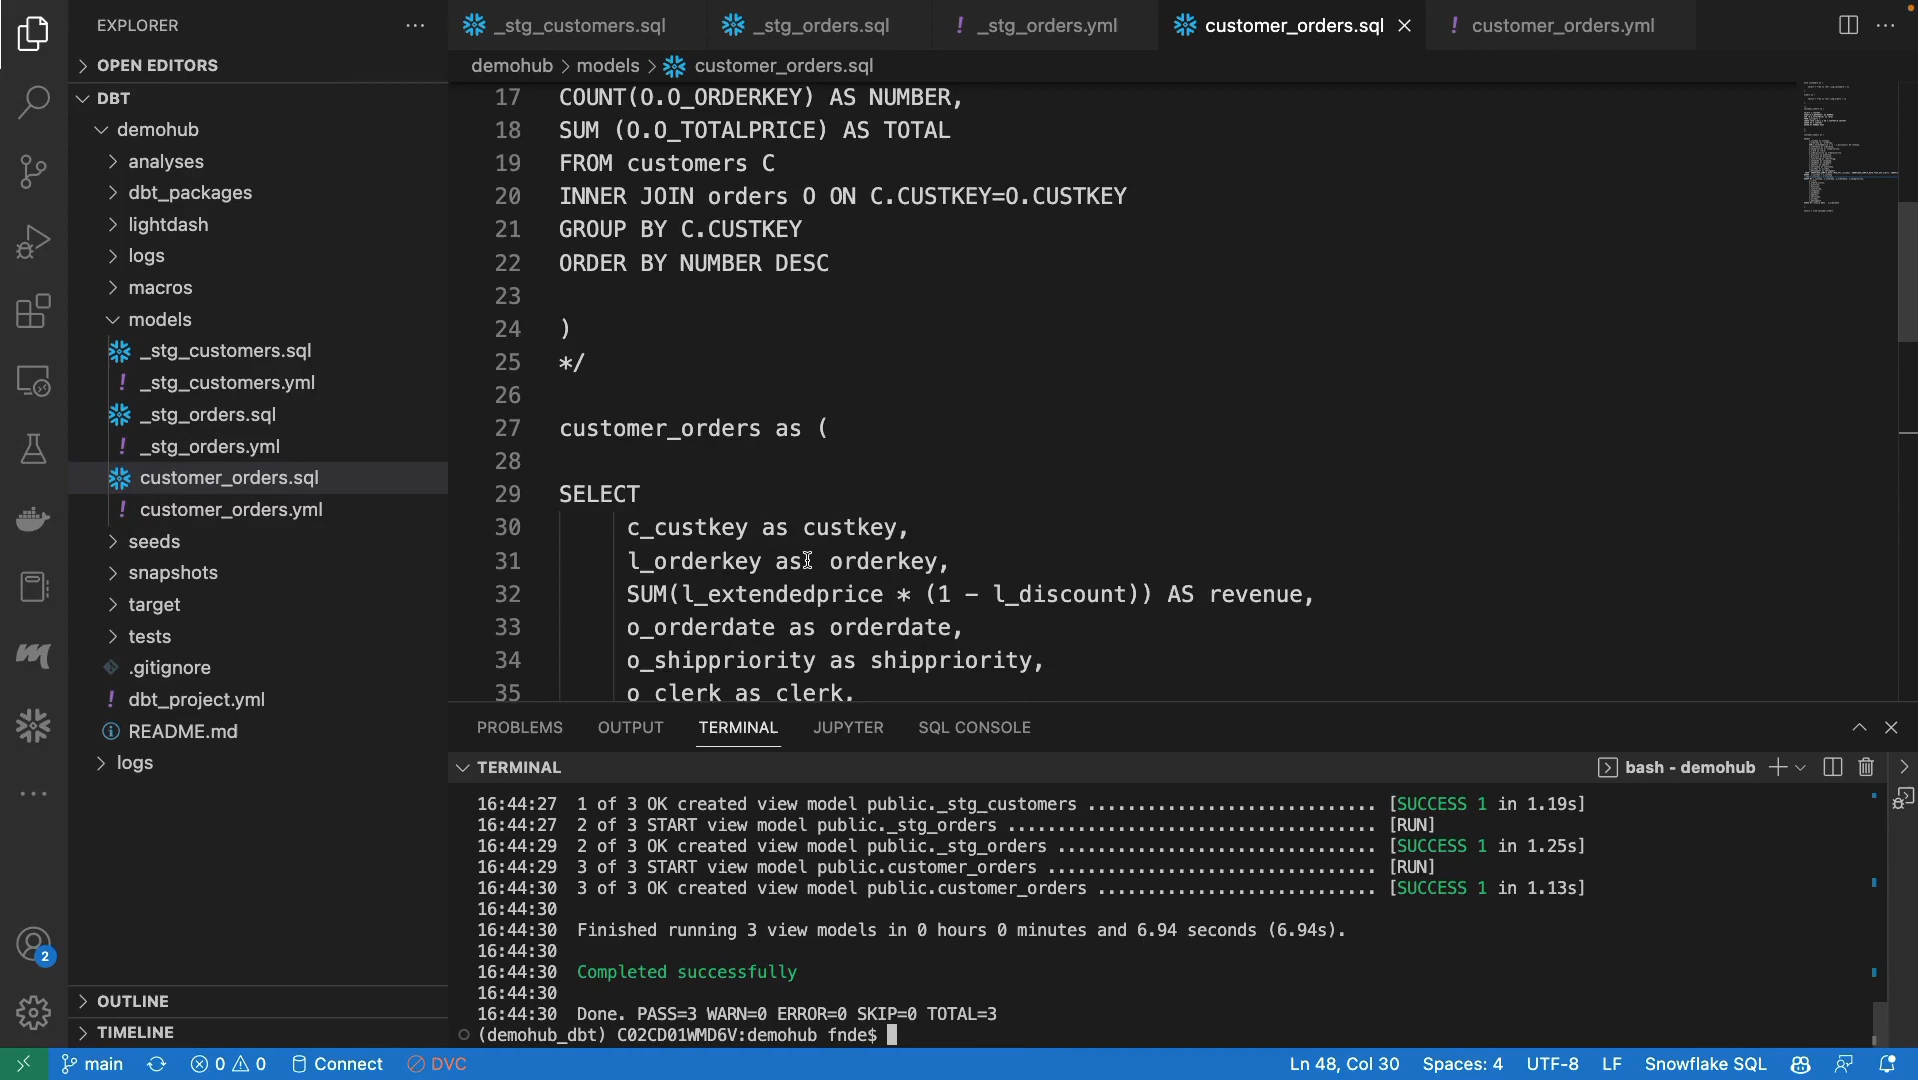 EXPLORER
OPEN EDITORS
DBT
demohub
analyses
dbt_packages
lightdash
logs
macros
models
_stg_customers.sql
_stg_customers.yml
_stg_orders.sql
_stg_orders.yml
customer_orders.sql
customer_orders.yml
seeds
snapshots
target
tests
.gitignore
dbt_project.yml
README.md
logs
OUTLINE
TIMELINE
2
_stg_customers.sql
_stg_orders.sql
_stg_orders.yml
customer_orders.sql
customer_orders.yml
demohub > models > customer_orders.sql
17 COUNT(O.O_ORDERKEY) AS NUMBER,
18 SUM (O.O_TOTALPRICE) AS TOTAL
19 FROM customers C
20 INNER JOIN orders O ON C.CUSTKEY=O.CUSTKEY
21 GROUP BY C.CUSTKEY
22 ORDER BY NUMBER DESC
23
24 )
25 */
26
27 customer_orders as (
28
29 SELECT
30 c_custkey as custkey,
31 l_orderkey as orderkey,
32 SUM(l_extendedprice * (1 - l_discount)) AS revenue,
33 o_orderdate as orderdate,
34 o_shippriority as shippriority,
35 o_clerk as clerk,
PROBLEMS OUTPUT TERMINAL JUPYTER SQL CONSOLE
TERMINAL
bash - demohub
16:44:27 1 of 3 OK created view model public._stg_customers ............................. [SUCCESS 1 in 1.19s]
16:44:27 2 of 3 START view model public._stg_orders ..................................... [RUN]
16:44:29 2 of 3 OK created view model public._stg_orders ................................ [SUCCESS 1 in 1.25s]
16:44:29 3 of 3 START view model public.customer_orders ................................. [RUN]
16:44:30 3 of 3 OK created view model public.customer_orders ............................ [SUCCESS 1 in 1.13s]
16:44:30
16:44:30 Finished running 3 view models in 0 hours 0 minutes and 6.94 seconds (6.94s).
16:44:30
16:44:30 Completed successfully
16:44:30
16:44:30 Done. PASS=3 WARN=0 ERROR=0 SKIP=0 TOTAL=3
(demohub_dbt) C02CD01WMD6V:demohub fnde$
main 0 0 Connect DVC Ln 48, Col 30 Spaces: 4 UTF-8 LF Snowflake SQL